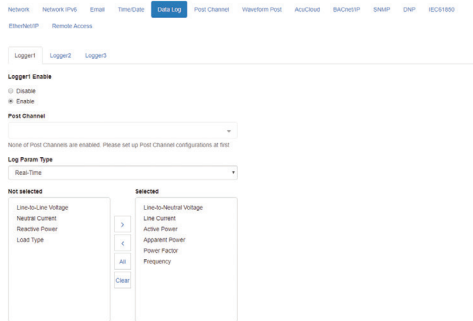 Network Network IPv6 Email Time/Date Data Log Post Channel Waveform Post AcuCloud BACnet/IP SNMP DNP IEC61850
EtherNet/IP Remote Access
Logger1 Logger2 Logger3
Logger1 Enable
Disable
Enable
Post Channel
None of Post Channels are enabled. Please set up Post Channel configurations at first
Log Param Type
Real-Time
Not selected Selected
Line-to-Line Voltage
Neutral Current
Reactive Power
Load Type
>
<
All
Clear
Line-to-Neutral Voltage
Line Current
Active Power
Apparent Power
Power Factor
Frequency